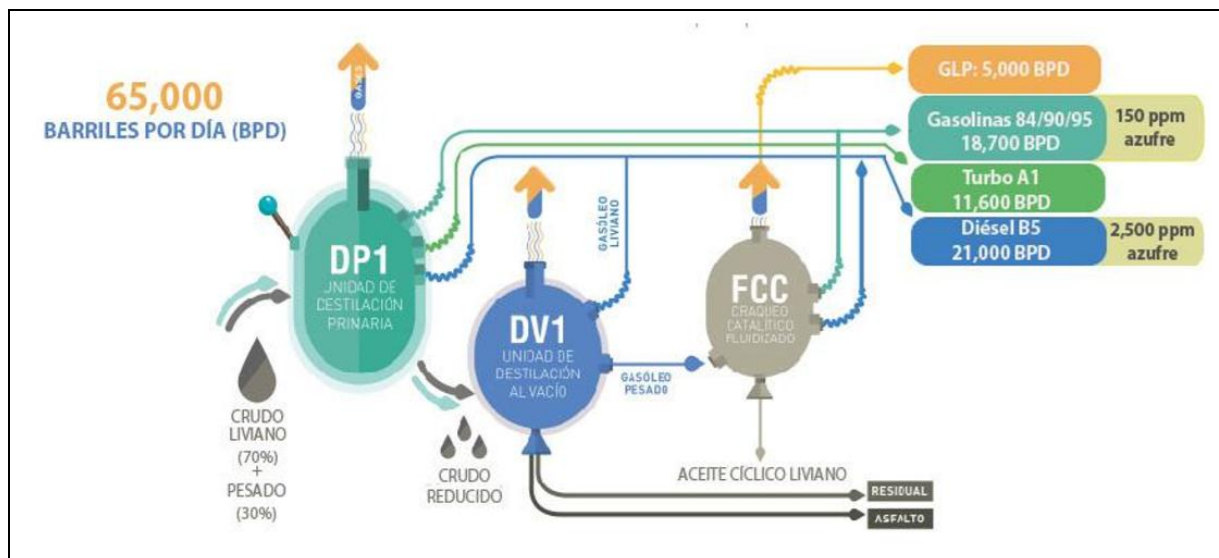 65,000
BARRILES POR DÍA (BPD)
GLP: 5,000 BPD
Gasolinas 84/90/95
18,700 BPD
150 ppm
azufre
Turbo A1
11,600 BPD
Diésel B5
21,000 BPD
2,500 ppm
azufre
DP1
UNIDAD DE
DESTILACIÓN
PRIMARIA
GASÓLEO
LIVIANO
DV1
UNIDAD DE
DESTILACIÓN
AL VACÍO
FCC
CRAQUEO
CATALÍTICO
FLUIDIZADO
GASÓLEO
PESADO
CRUDO
LIVIANO
(70%)
+
PESADO
(30%)
CRUDO
REDUCIDO
ACEITE CÍCLICO LIVIANO
RESIDUAL
ASFALTO